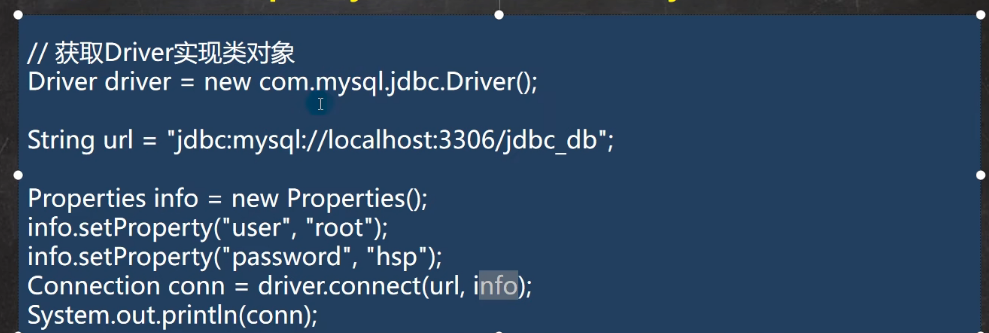 // 获取Driver实现类对象
Driver driver = new com.mysql.jdbc.Driver();
String url = "jdbc:mysql://localhost:3306/jdbc_db";
Properties info = new Properties();
info.setProperty("user", "root");
info.setProperty("password", "hsp");
Connection conn = driver.connect(url, info);
System.out.println(conn);